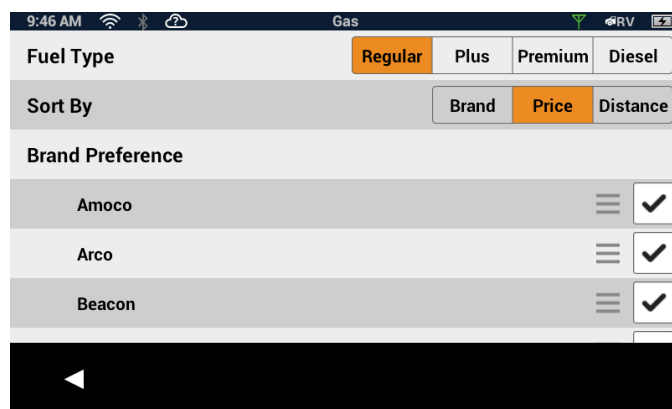 9:46 AM Gas RV
Fuel Type Regular Plus Premium Diesel
Sort By Brand Price Distance
Brand Preference
Amoco
Arco
Beacon